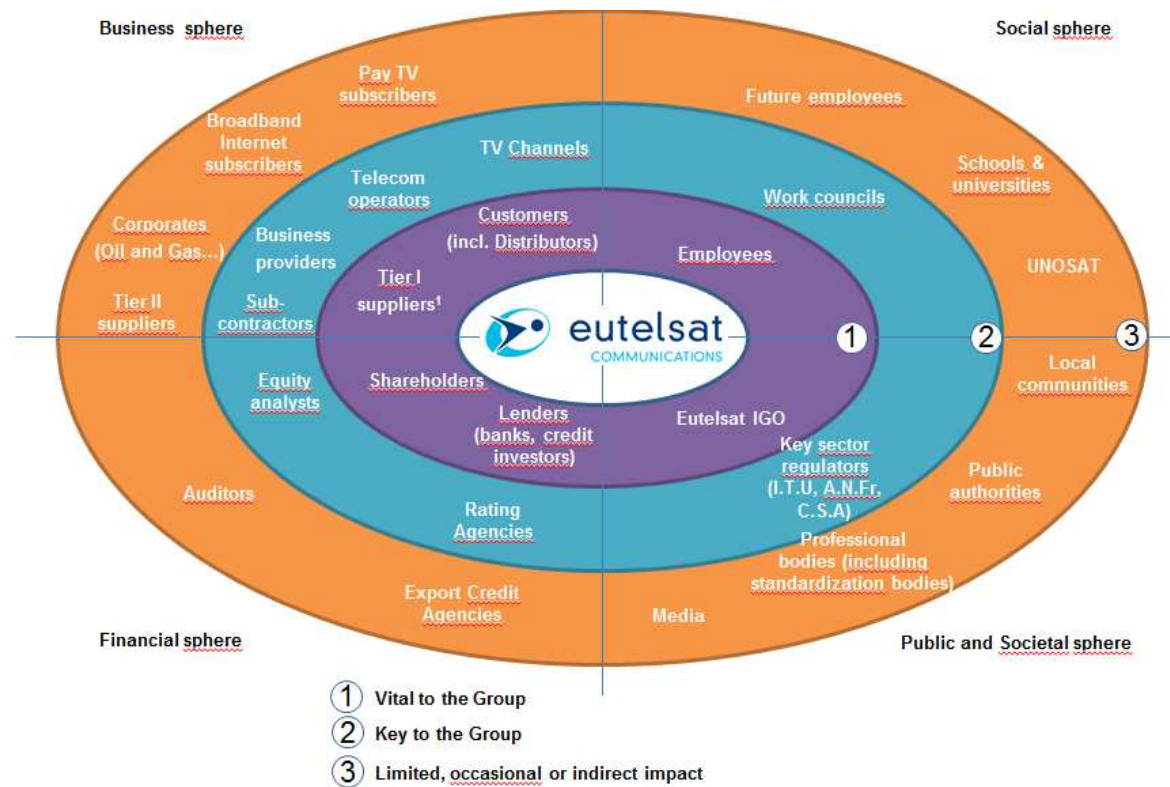 Business sphere
Social sphere
Pay TV
subscribers
Future employees
Broadband
Internet
subscribers
TV Channels
Schools &
universities
Telecom
operators
Work councils
Customers
(incl. Distributors)
Corporates
(Oil and Gas...)
Business
providers
Employees
UNOSAT
Tier I
suppliers¹
Tier II
suppliers
Sub-
contractors
eutelsat
COMMUNICATIONS
1
2
3
Local
communities
Equity
analysts
Shareholders
Lenders
(banks, credit
investors)
Eutelsat IGO
Key sector
regulators
(I.T.U, A.N.Fr,
C.S.A)
Public
authorities
Auditors
Rating
Agencies
Professional
bodies (including
standardization bodies)
Export Credit
Agencies
Media
Financial sphere
Public and Societal sphere
1 Vital to the Group
2 Key to the Group
3 Limited, occasional or indirect impact